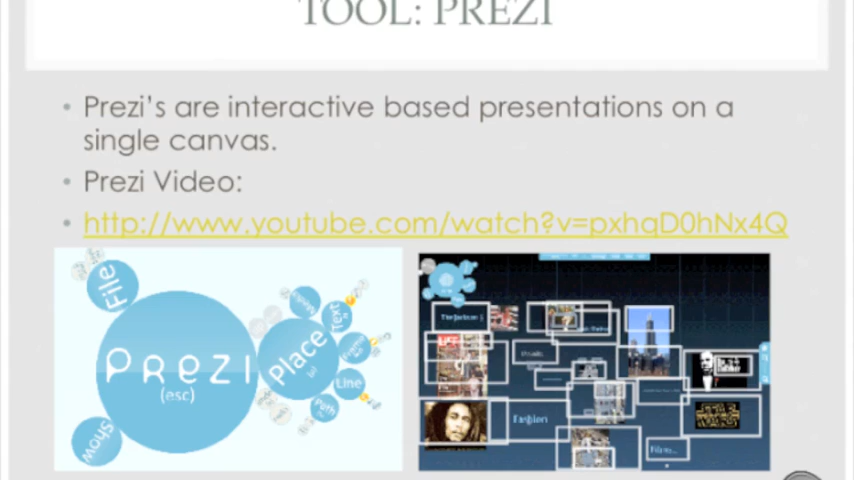 TOOL: PREZI
• Prezi's are interactive based presentations on a
single canvas.
• Prezi Video:
• http://www.youtube.com/watch?v=pxhqD0hNx4Q
File
PREZI
(esc)
Show
Place
Text
Frame
Line
Path
Fashion